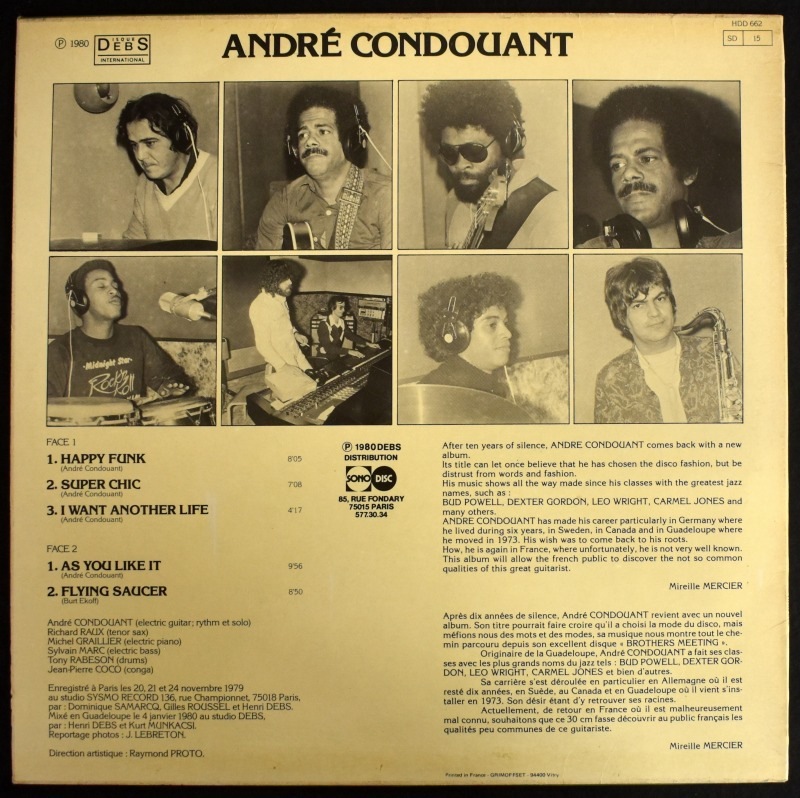 HDD 662
SD 15
Ⓟ 1980 DISQUE DEBS INTERNATIONAL
ANDRÉ CONDOUANT
-Midnight Star-
Rock'n
Roll
FACE 1
1. HAPPY FUNK 8'05
(André Condouant)
2. SUPER CHIC 7'08
(André Condouant)
3. I WANT ANOTHER LIFE 4'17
(André Condouant)
FACE 2
1. AS YOU LIKE IT 9'56
(André Condouant)
2. FLYING SAUCER 8'50
(Burt Ekoff)
André CONDOUANT (electric guitar; rythm et solo)
Richard RAUX (tenor sax)
Michel GRAILLIER (electric piano)
Sylvain MARC (electric bass)
Tony RABESON (drums)
Jean-Pierre COCO (conga)
Enregistré à Paris les 20, 21 et 24 novembre 1979
au studio SYSMO RECORD 136, rue Championnet, 75018 Paris,
par : Dominique SAMARCQ, Gilles ROUSSEL et Henri DEBS.
Mixé en Guadeloupe le 4 janvier 1980 au studio DEBS,
par : Henri DEBS et Kurt MUNKACSI.
Reportage photos : J. LEBRETON.
Direction artistique : Raymond PROTO.
Ⓟ 1980 DEBS
DISTRIBUTION
SONO DISC
85, RUE FONDARY
75015 PARIS
577.30.34
After ten years of silence, ANDRE CONDOUANT comes back with a new
album.
Its title can let once believe that he has chosen the disco fashion, but be
distrust from words and fashion.
His music shows all the way made since his classes with the greatest jazz
names, such as :
BUD POWELL, DEXTER GORDON, LEO WRIGHT, CARMEL JONES and
many others.
ANDRE CONDOUANT has made his career particularly in Germany where
he lived during six years, in Sweden, in Canada and in Guadeloupe where
he moved in 1973. His wish was to come back to his roots.
How, he is again in France, where unfortunately, he is not very well known.
This album will allow the french public to discover the not so common
qualities of this great guitarist.
Mireille MERCIER
Après dix années de silence, André CONDOUANT revient avec un nouvel
album. Son titre pourrait faire croire qu'il a choisi la mode du disco, mais
méfions nous des mots et des modes, sa musique nous montre tout le che-
min parcouru depuis son excellent disque « BROTHERS MEETING ».
Originaire de la Guadeloupe, André CONDOUANT a fait ses clas-
ses avec les plus grands noms du jazz tels : BUD POWELL, DEXTER GOR-
DON, LEO WRIGHT, CARMEL JONES et bien d'autres.
Sa carrière s'est déroulée en particulier en Allemagne où il est
resté dix années, en Suède, au Canada et en Guadeloupe où il vient s'ins-
taller en 1973. Son désir étant d'y retrouver ses racines.
Actuellement, de retour en France où il est malheureusement
mal connu, souhaitons que ce 30 cm fasse découvrir au public français les
qualités peu communes de ce guitariste.
Mireille MERCIER
Printed in France - GRIMOFFSET - 94400 Vitry